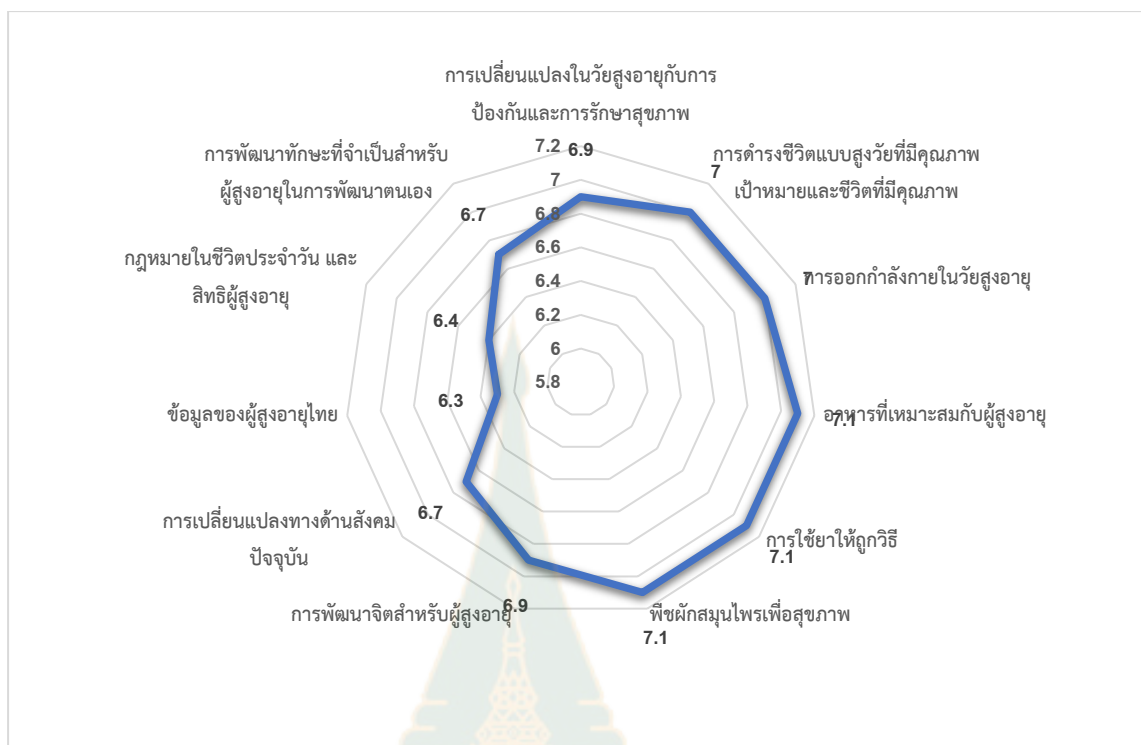 การเปลี่ยนแปลงในวัยสูงอายุกับการ
ป้องกันและการรักษาสุขภาพ
6.9
การดำรงชีวิตแบบสูงวัยที่มีคุณภาพ
เป้าหมายและชีวิตที่มีคุณภาพ
7
การออกกำลังกายในวัยสูงอายุ
7
อาหารที่เหมาะสมกับผู้สูงอายุ
7.1
การใช้ยาให้ถูกวิธี
7.1
พืชผักสมุนไพรเพื่อสุขภาพ
7.1
การพัฒนาจิตสำหรับผู้สูงอายุ
6.9
การเปลี่ยนแปลงทางด้านสังคม
ปัจจุบัน
6.7
ข้อมูลของผู้สูงอายุไทย
6.3
กฎหมายในชีวิตประจำวัน และ
สิทธิผู้สูงอายุ
6.4
การพัฒนาทักษะที่จำเป็นสำหรับ
ผู้สูงอายุในการพัฒนาตนเอง
6.7
7.2
7
6.8
6.6
6.4
6.2
6
5.8